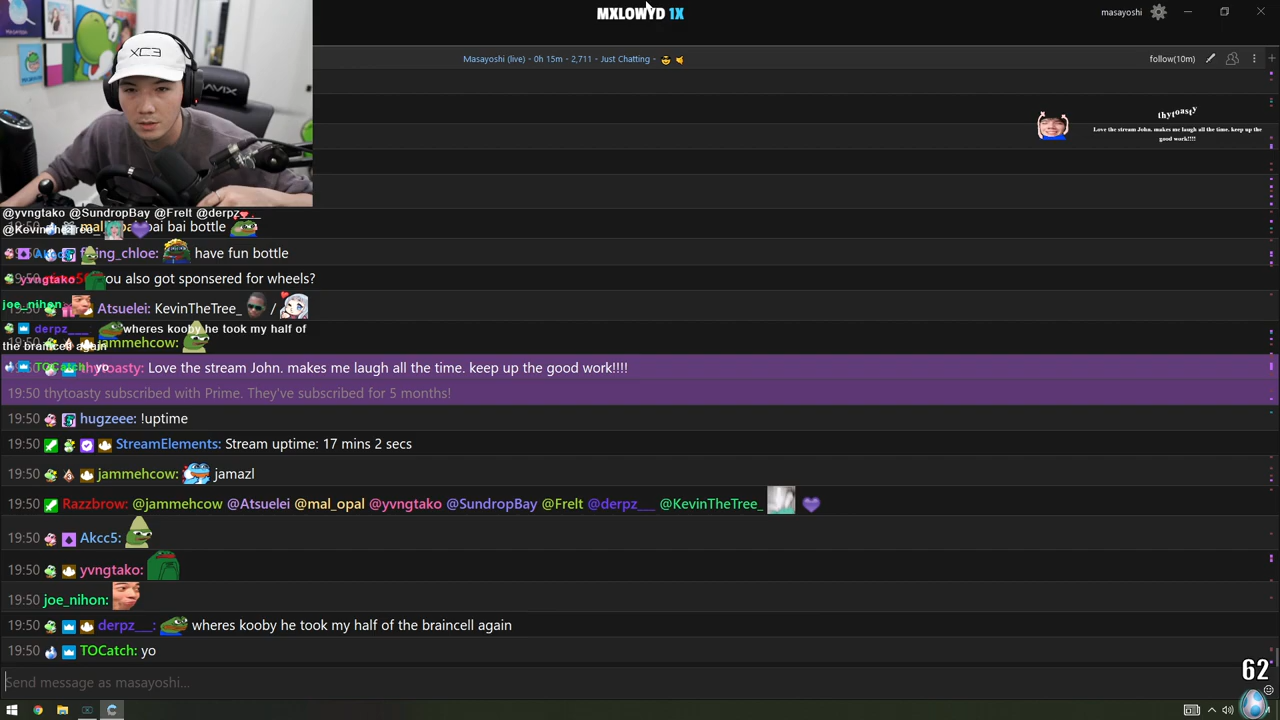 MXLOWYD 1X
masayoshi
Masayoshi (live) - 0h 15m - 2,711 - Just Chatting -
follow(10m)
XC3
thytoasty
Love the stream John. makes me laugh all the time. keep up the
good work!!!!
@yvngtako @SundropBay @Frelt @derpz
bai bai bottle
have fun bottle
yvngtako
you also got sponsered for wheels?
joe_nihon:
Atsuelei: KevinTheTree_ /
derpz___: wheres kooby he took my half of
the braincell again
jammehcow:
TOCatch: yo
thytoasty: Love the stream John. makes me laugh all the time. keep up the good work!!!!
19:50 thytoasty subscribed with Prime. They've subscribed for 5 months!
19:50 hugzeee: !uptime
19:50 StreamElements: Stream uptime: 17 mins 2 secs
19:50 jammehcow: jamazl
19:50 Razzbrow: @jammehcow @Atsuelei @mal_opal @yvngtako @SundropBay @Frelt @derpz___ @KevinTheTree_
19:50 Akcc5:
19:50 yvngtako:
19:50 joe_nihon:
19:50 derpz___: wheres kooby he took my half of the braincell again
19:50 TOCatch: yo
62
Send message as masayoshi...